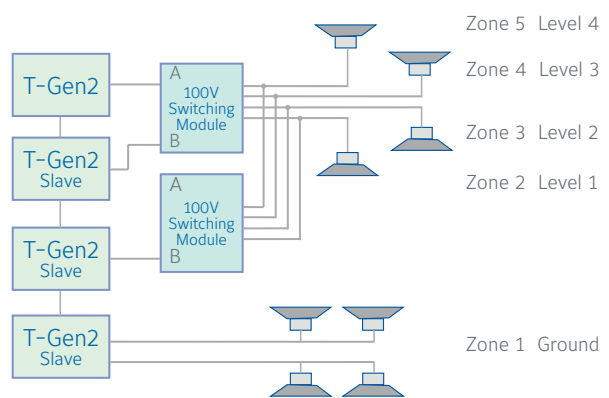 Zone 5 Level 4
T-Gen2
A
100V
Switching
Module
B
Zone 4 Level 3
Zone 3 Level 2
T-Gen2
Slave
A
100V
Switching
Module
B
Zone 2 Level 1
T-Gen2
Slave
T-Gen2
Slave
Zone 1 Ground